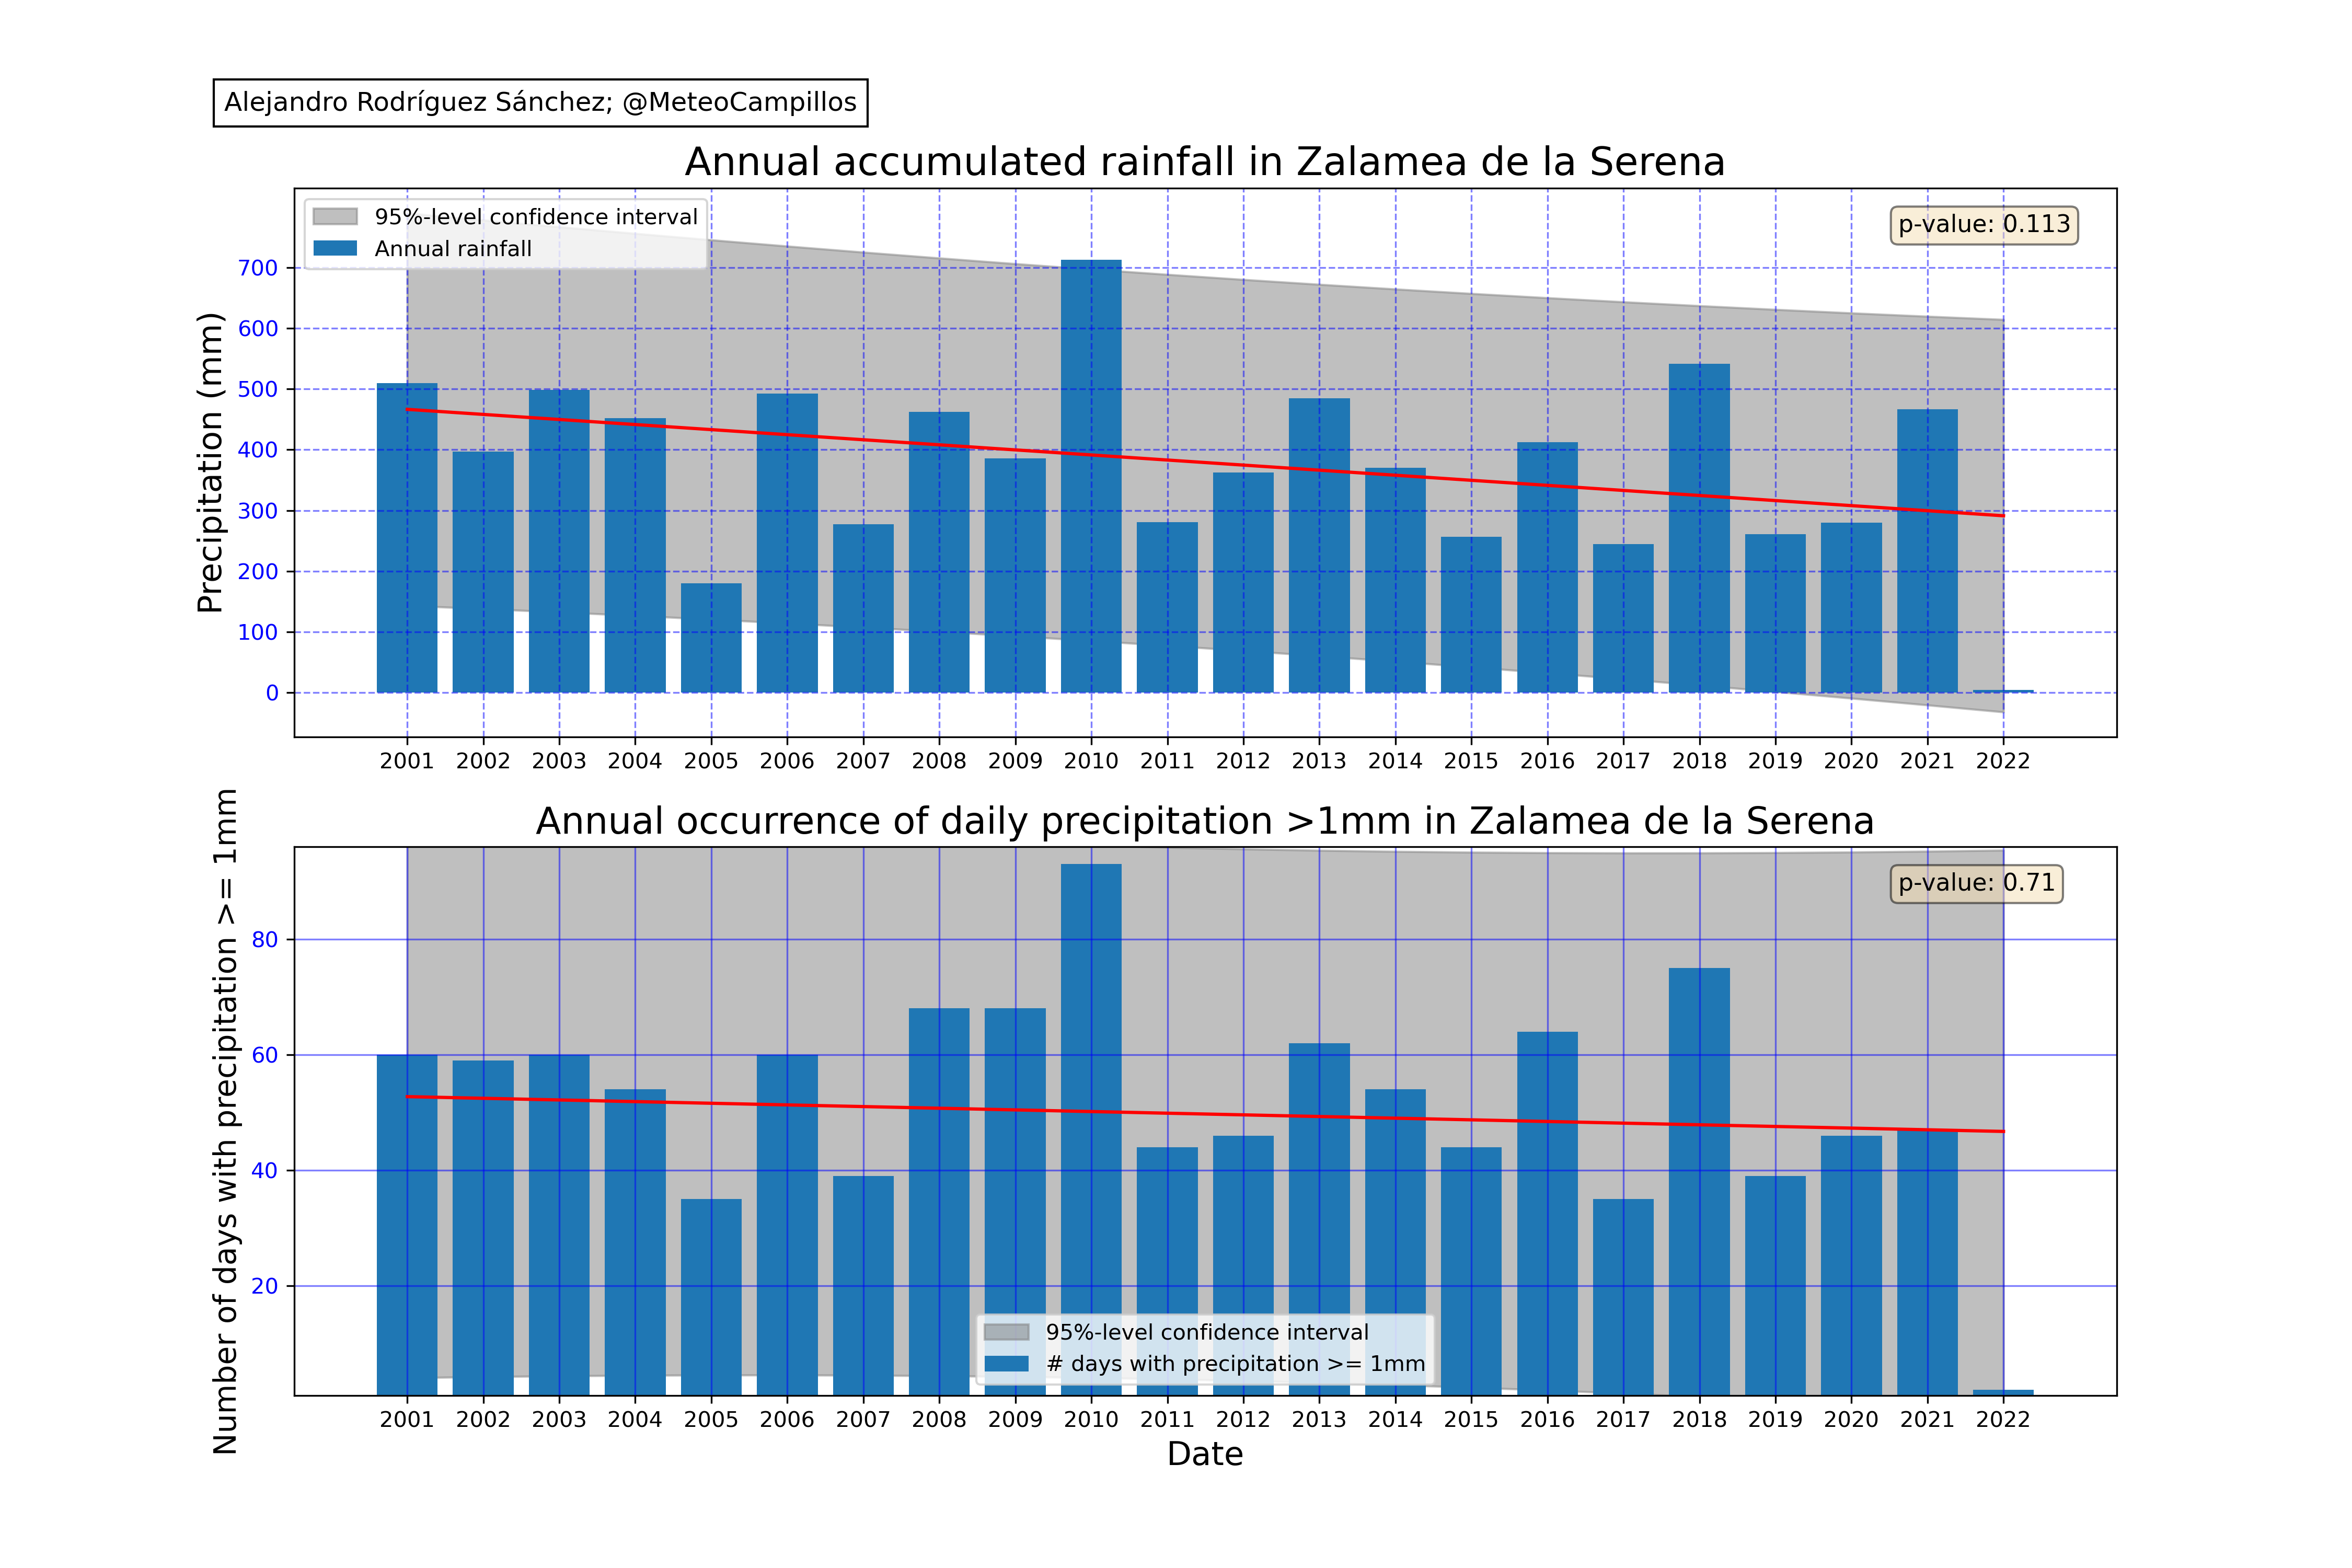 Alejandro Rodríguez Sánchez; @MeteoCampillos
Annual accumulated rainfall in Zalamea de la Serena
95%-level confidence interval
Annual rainfall
p-value: 0.113
Precipitation (mm)
700
600
500
400
300
200
100
0
2001 2002 2003 2004 2005 2006 2007 2008 2009 2010 2011 2012 2013 2014 2015 2016 2017 2018 2019 2020 2021 2022
Annual occurrence of daily precipitation >1mm in Zalamea de la Serena
p-value: 0.71
Number of days with precipitation >= 1mm
80
60
40
20
95%-level confidence interval
# days with precipitation >= 1mm
2001 2002 2003 2004 2005 2006 2007 2008 2009 2010 2011 2012 2013 2014 2015 2016 2017 2018 2019 2020 2021 2022
Date